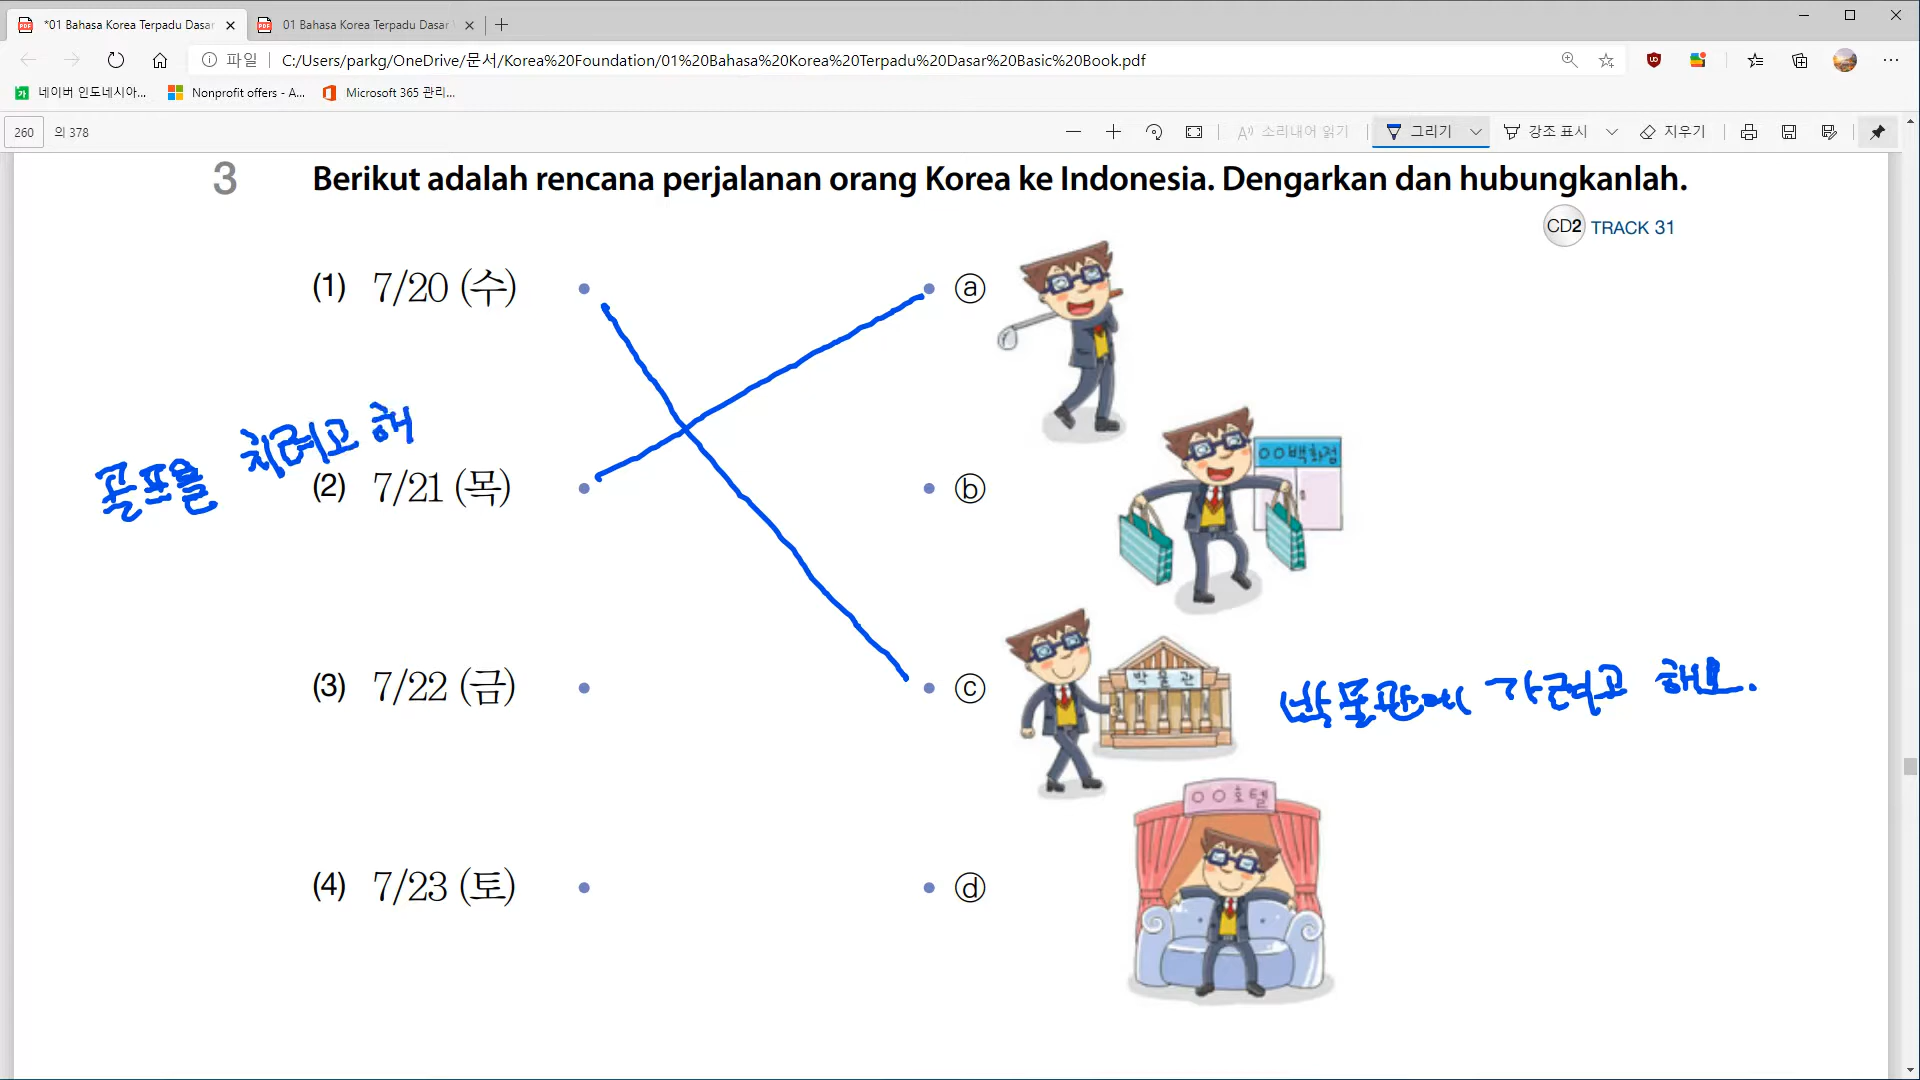 *01 Bahasa Korea Terpadu Dasar
01 Bahasa Korea Terpadu Dasar
파일
C:/Users/parkg/OneDrive/문서/Korea%20Foundation/01%20Bahasa%20Korea%20Terpadu%20Dasar%20Basic%20Book.pdf
네이버 인도네시아...
Nonprofit offers - A...
Microsoft 365 관리...
260 의 378
소리내어 읽기
그리기
강조 표시
지우기
3 Berikut adalah rencana perjalanan orang Korea ke Indonesia. Dengarkan dan hubungkanlah.
CD2 TRACK 31
(1) 7/20 (수)
ⓐ
골프를 치려고 해
(2) 7/21 (목)
ⓑ
○○백화점
(3) 7/22 (금)
ⓒ
박물관
박물관에 가려고 해요.
(4) 7/23 (토)
ⓓ
○○호텔